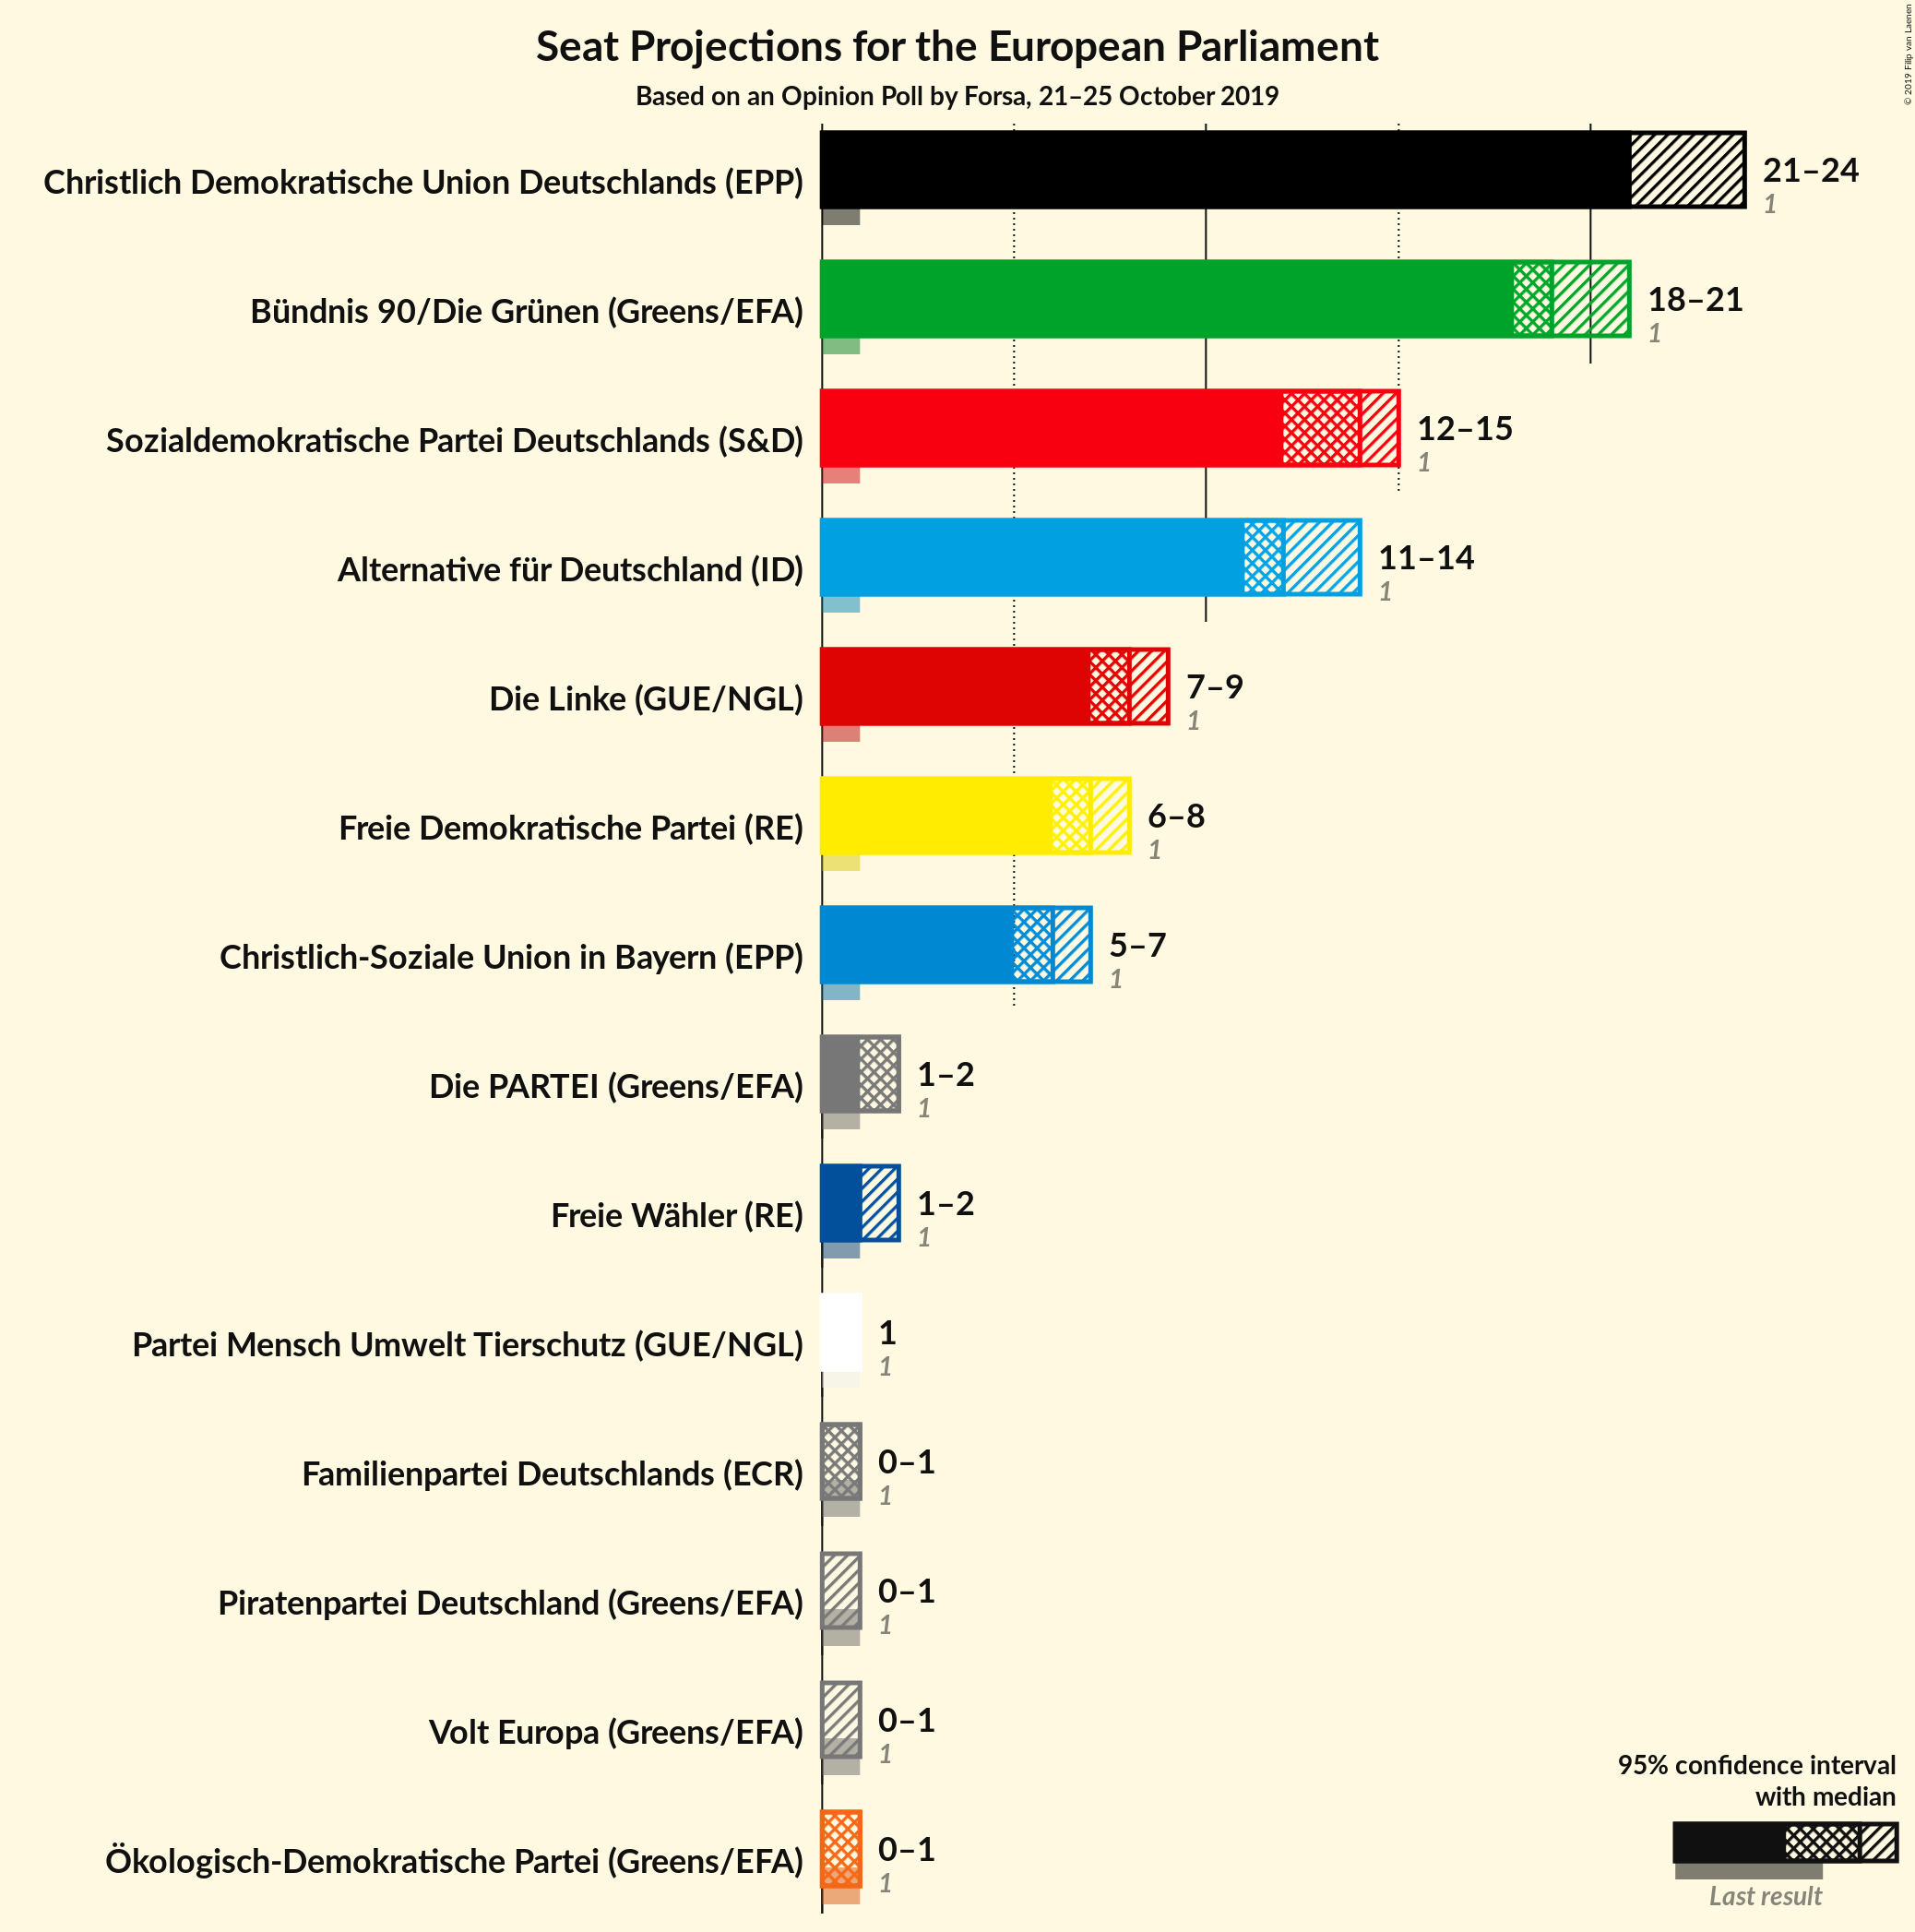 Seat Projections for the European Parliament
Based on an Opinion Poll by Forsa, 21–25 October 2019
© 2019 Filip van Laenen
Christlich Demokratische Union Deutschlands (EPP)
21–24
1
Bündnis 90/Die Grünen (Greens/EFA)
18–21
1
Sozialdemokratische Partei Deutschlands (S&D)
12–15
1
Alternative für Deutschland (ID)
11–14
1
Die Linke (GUE/NGL)
7–9
1
Freie Demokratische Partei (RE)
6–8
1
Christlich-Soziale Union in Bayern (EPP)
5–7
1
Die PARTEI (Greens/EFA)
1–2
1
Freie Wähler (RE)
1–2
1
Partei Mensch Umwelt Tierschutz (GUE/NGL)
1
1
Familienpartei Deutschlands (ECR)
0–1
1
Piratenpartei Deutschland (Greens/EFA)
0–1
1
Volt Europa (Greens/EFA)
0–1
1
Ökologisch-Demokratische Partei (Greens/EFA)
0–1
1
95% confidence interval
with median
Last result